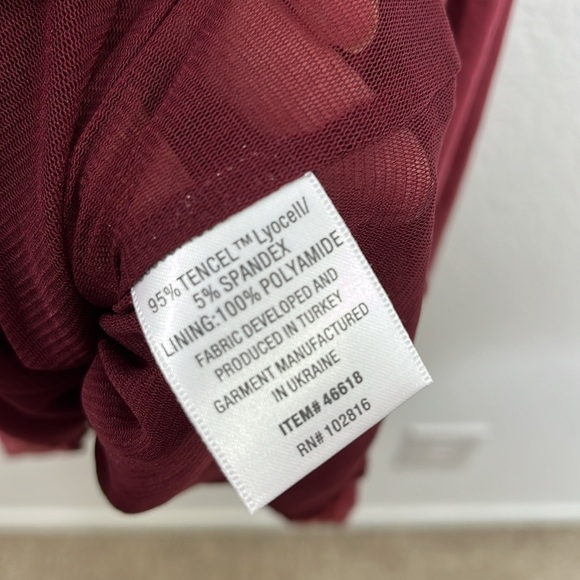 95% TENCEL™ Lyocell/
5% SPANDEX
LINING:100% POLYAMIDE
FABRIC DEVELOPED AND
PRODUCED IN TURKEY
GARMENT MANUFACTURED
IN UKRAINE
ITEM# 46618
RN# 102816